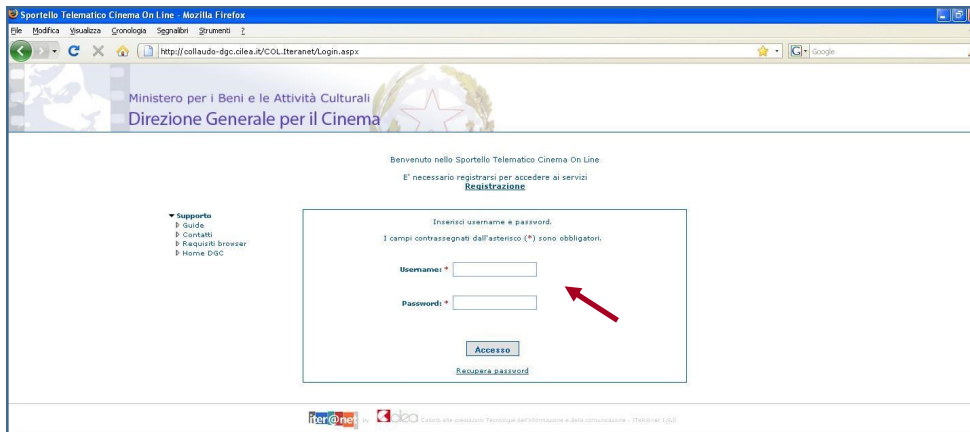 Sportello Telematico Cinema On Line - Mozilla Firefox
File Modifica Visualizza Cronologia Segnalibri Strumenti ?
http://collaudo-dgc.cilea.it/COL.Iteranet/Login.aspx
G Google
Ministero per i Beni e le Attività Culturali
Direzione Generale per il Cinema
Benvenuto nello Sportello Telematico Cinema On Line
E' necessario registrarsi per accedere ai servizi
Registrazione
Supporto
Guide
Contatti
Requisiti browser
Home DGC
Inserisci username e password.
I campi contrassegnati dall'asterisco (*) sono obbligatori.
Username: *
Password: *
Accesso
Recupera password
iter@net by cilea